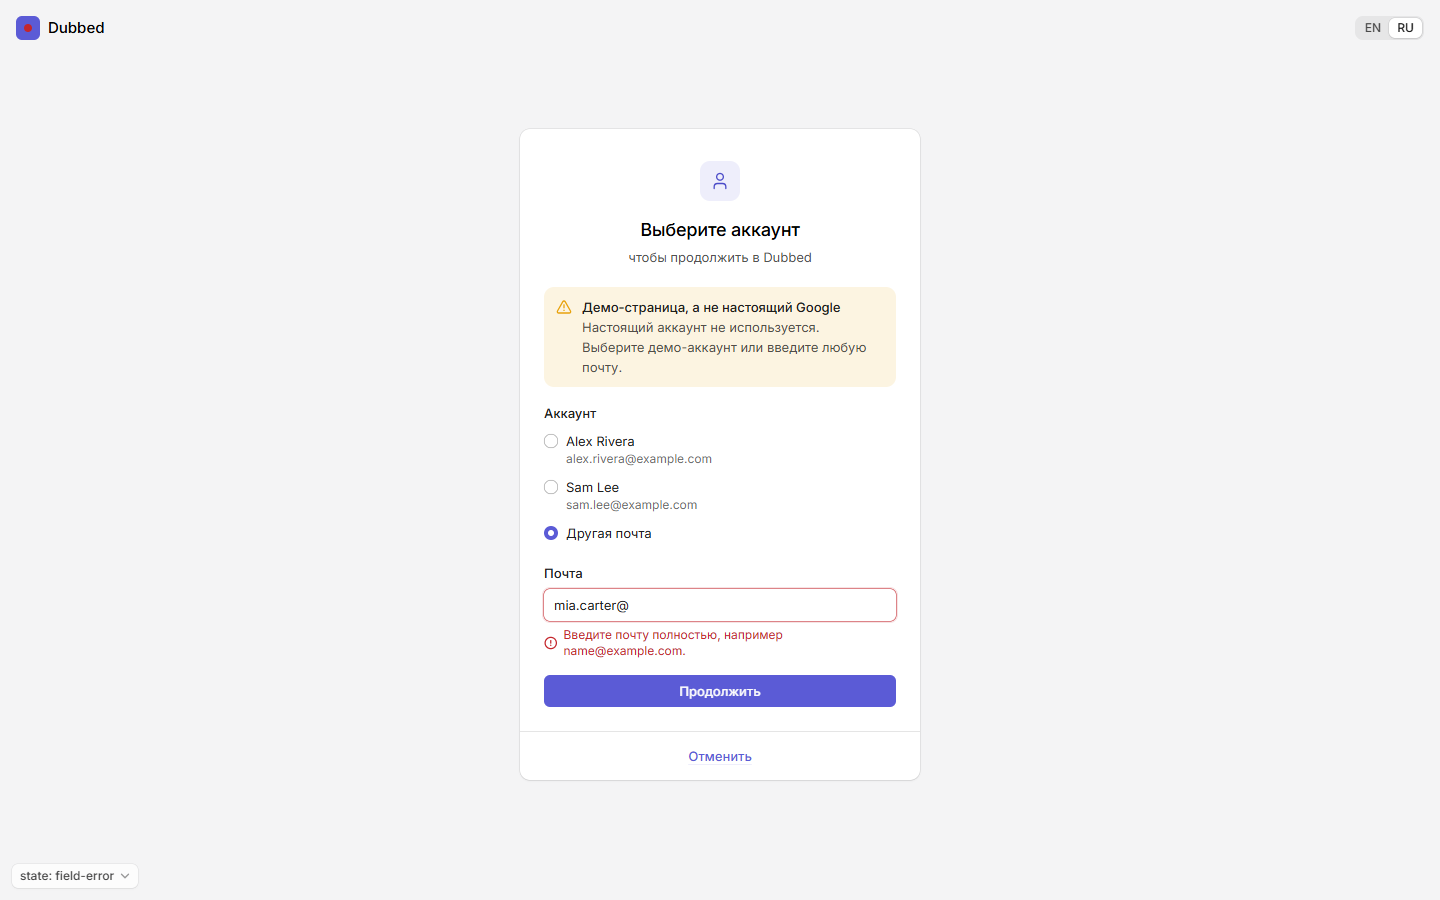 Dubbed
EN RU
Выберите аккаунт
чтобы продолжить в Dubbed
Демо-страница, а не настоящий Google
Настоящий аккаунт не используется.
Выберите демо-аккаунт или введите любую
почту.
Аккаунт
Alex Rivera
alex.rivera@example.com
Sam Lee
sam.lee@example.com
Другая почта
Почта
mia.carter@
Введите почту полностью, например
name@example.com.
Продолжить
Отменить
state: field-error